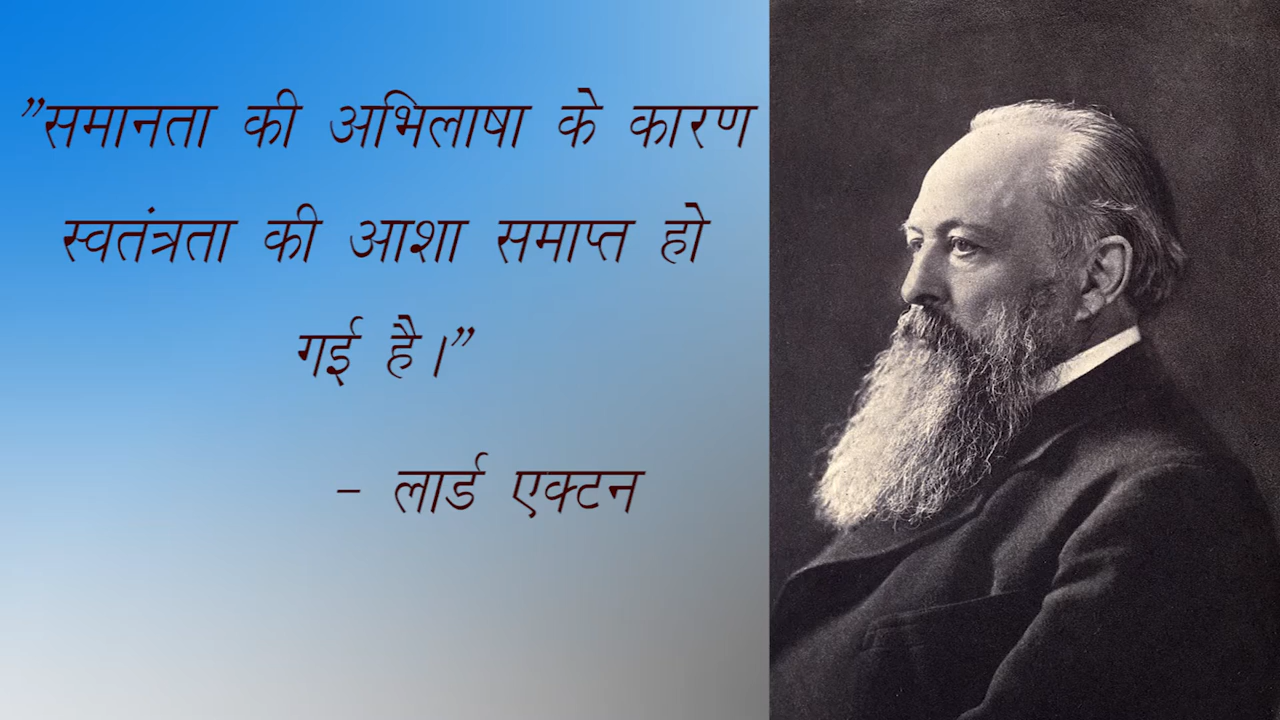 ”समानता की अभिलाषा के कारण
स्वतंत्रता की आशा समाप्त हो
गई है।”
- लार्ड एक्टन